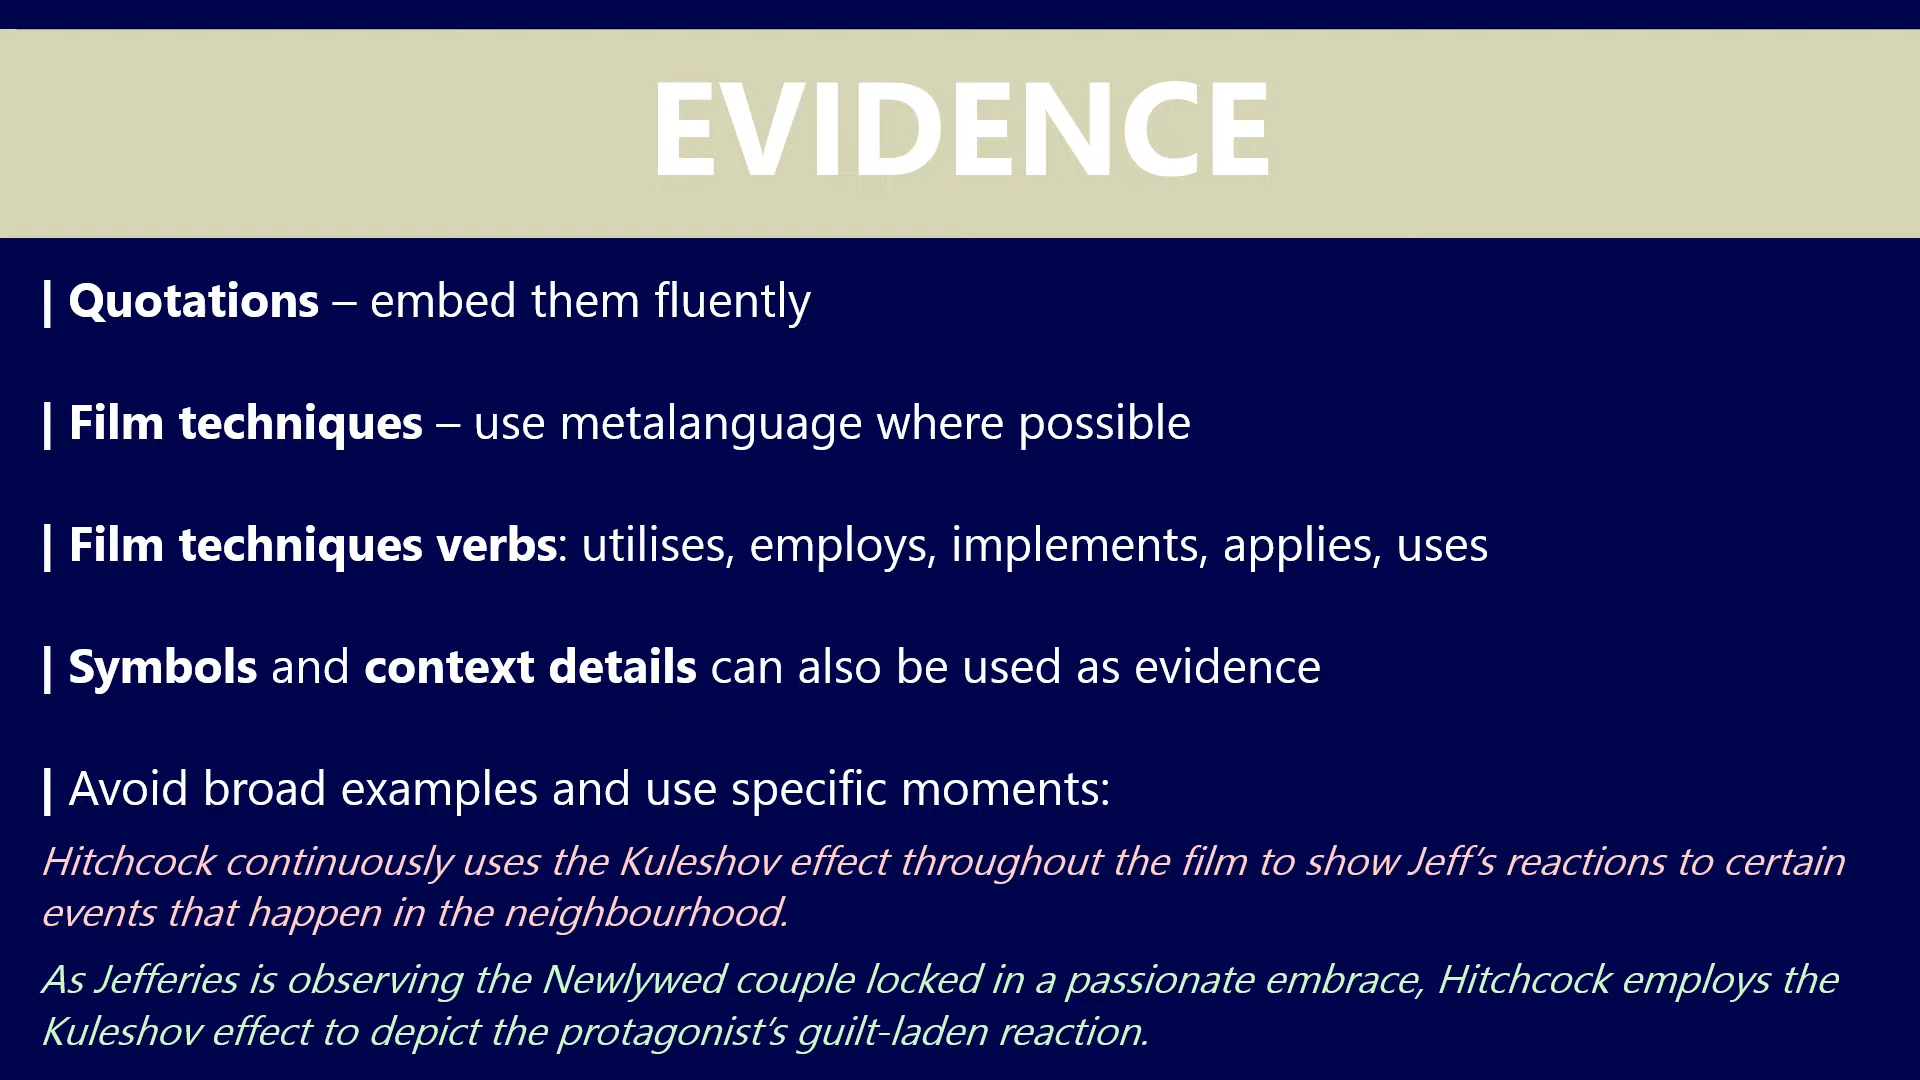 EVIDENCE
| Quotations – embed them fluently
| Film techniques – use metalanguage where possible
| Film techniques verbs: utilises, employs, implements, applies, uses
| Symbols and context details can also be used as evidence
| Avoid broad examples and use specific moments:
Hitchcock continuously uses the Kuleshov effect throughout the film to show Jeff’s reactions to certain
events that happen in the neighbourhood.
As Jefferies is observing the Newlywed couple locked in a passionate embrace, Hitchcock employs the
Kuleshov effect to depict the protagonist’s guilt-laden reaction.